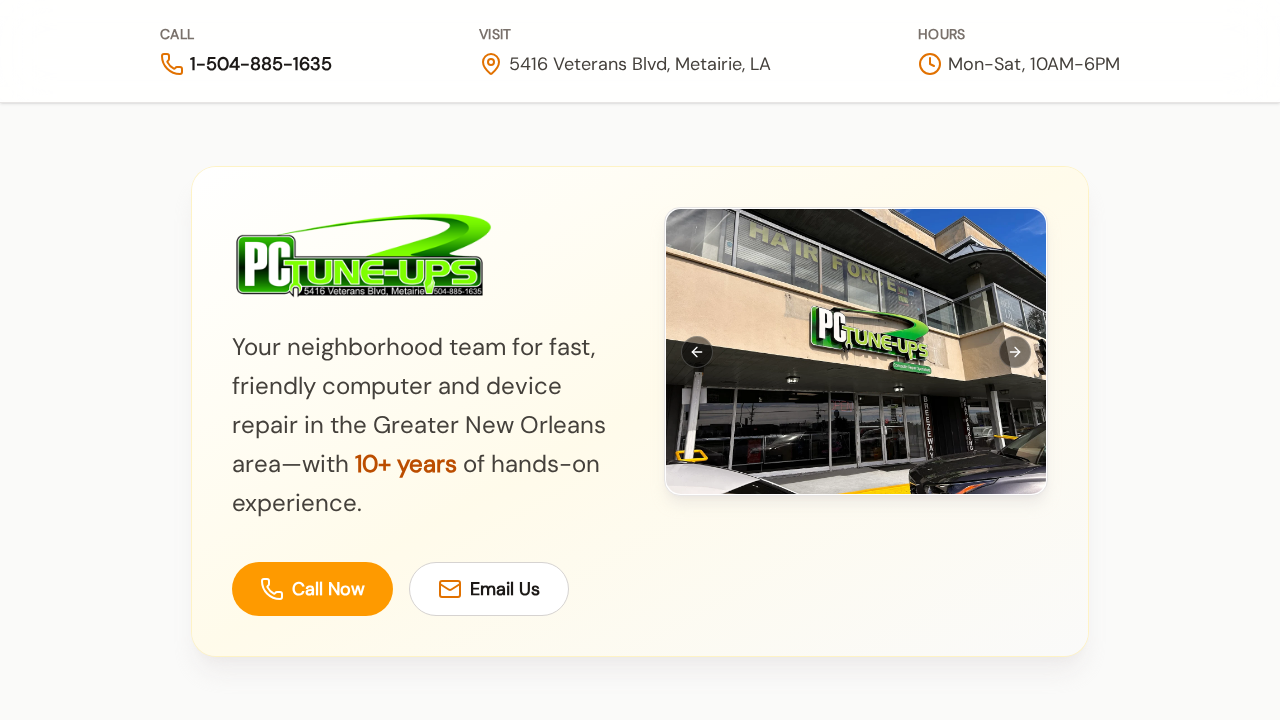 CALL
1-504-885-1635
VISIT
5416 Veterans Blvd, Metairie, LA
HOURS
Mon-Sat, 10AM-6PM
PC TUNE-UPS
5416 Veterans Blvd, Metairie 504-885-1635
Your neighborhood team for fast,
friendly computer and device
repair in the Greater New Orleans
area—with 10+ years of hands-on
experience.
HAIR FORCE
PC TUNE-UPS
BREEZEWAY
Call Now
Email Us